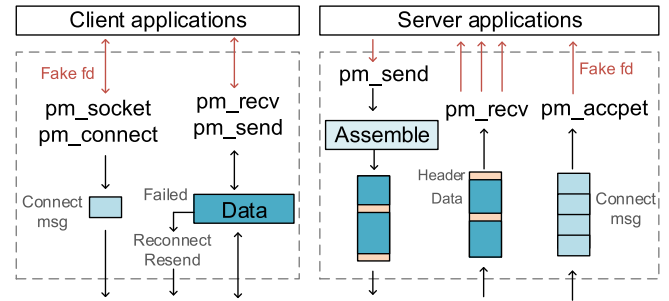 Client applications
Fake fd
pm_socket
pm_connect
pm_recv
pm_send
Connect
msg
Failed
Data
Reconnect
Resend
Server applications
pm_send
Fake fd
Assemble
pm_recv
pm_accpet
Header
Data
Connect
msg